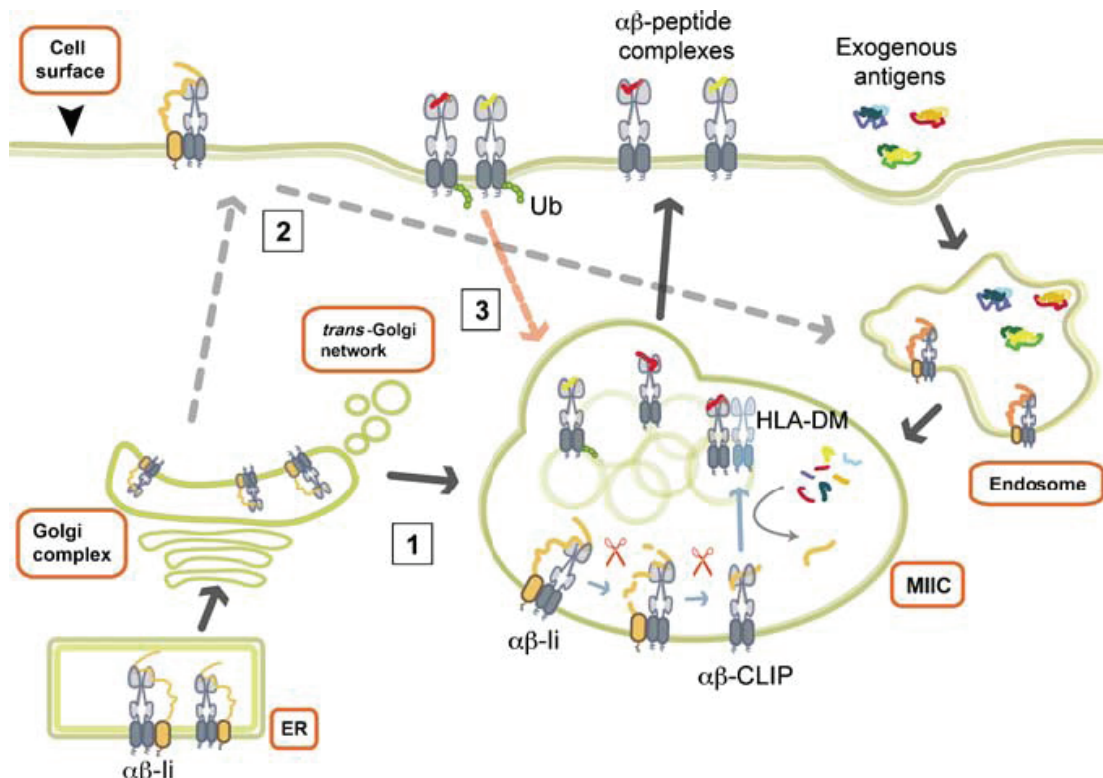 Cell
surface
αβ-peptide
complexes
Exogenous
antigens
Ub
2
3
trans-Golgi
network
HLA-DM
Endosome
Golgi
complex
1
MIIC
αβ-Ii
αβ-CLIP
ER
αβ-Ii